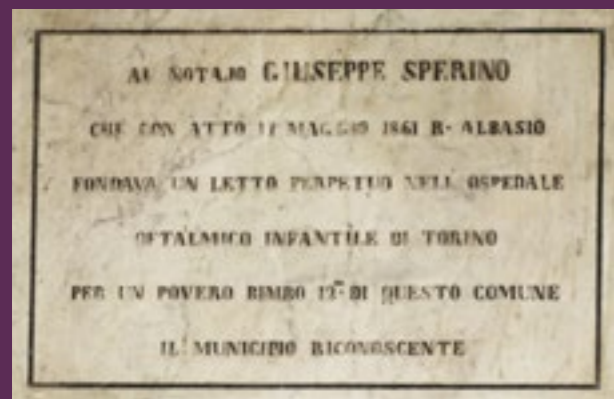 AL NOTAJO GIUSEPPE SPERINO
CHE CON ATTO 11 MAGGIO 1861 R- ALBASIO
FONDAVA UN LETTO PERPETUO NELL OSPEDALE
OFTALMICO INFANTILE DI TORINO
PER UN POVERO BIMBO DI QUESTO COMUNE
IL MUNICIPIO RICONOSCENTE